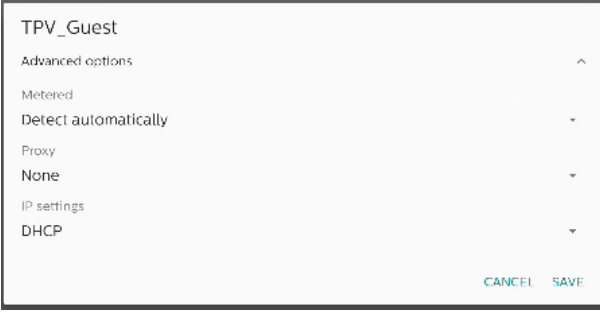 TPV_Guest
Advanced options
Metered
Detect automatically
Proxy
None
IP settings
DHCP
CANCEL SAVE